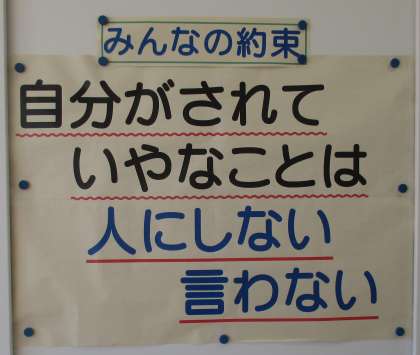 みんなの約束
自分がされて
いやなことは
人にしない
言わない